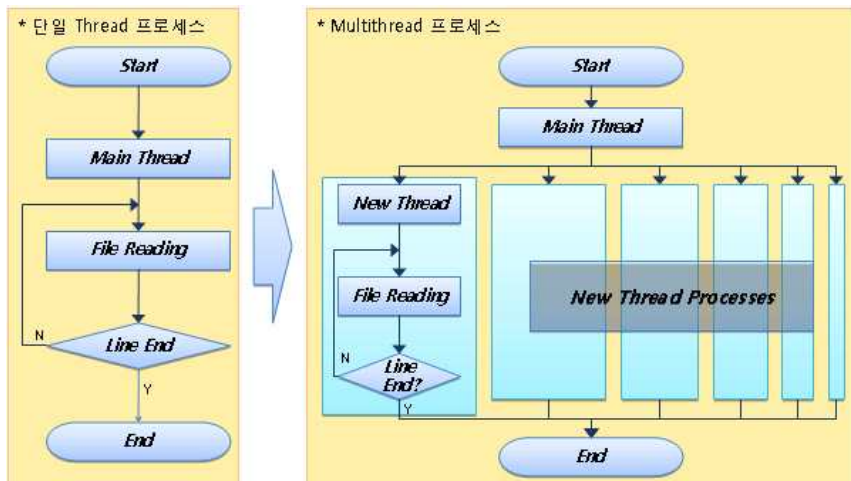 * 단일 Thread 프로세스
Start
Main Thread
File Reading
Line End
N
Y
End
* Multithread 프로세스
Start
Main Thread
New Thread
File Reading
Line
End?
N
Y
New Thread Processes
End